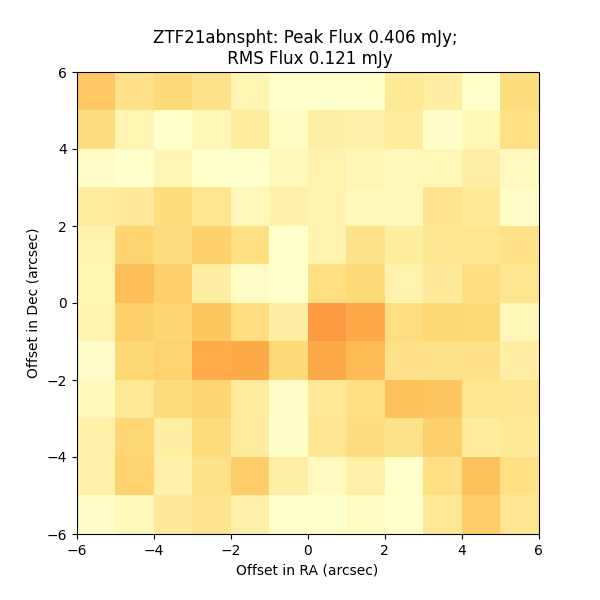 ZTF21abnspht: Peak Flux 0.406 mJy;
RMS Flux 0.121 mJy
6
4
2
0
−2
−4
−6
Offset in Dec (arcsec)
−6 −4 −2 0 2 4 6
Offset in RA (arcsec)